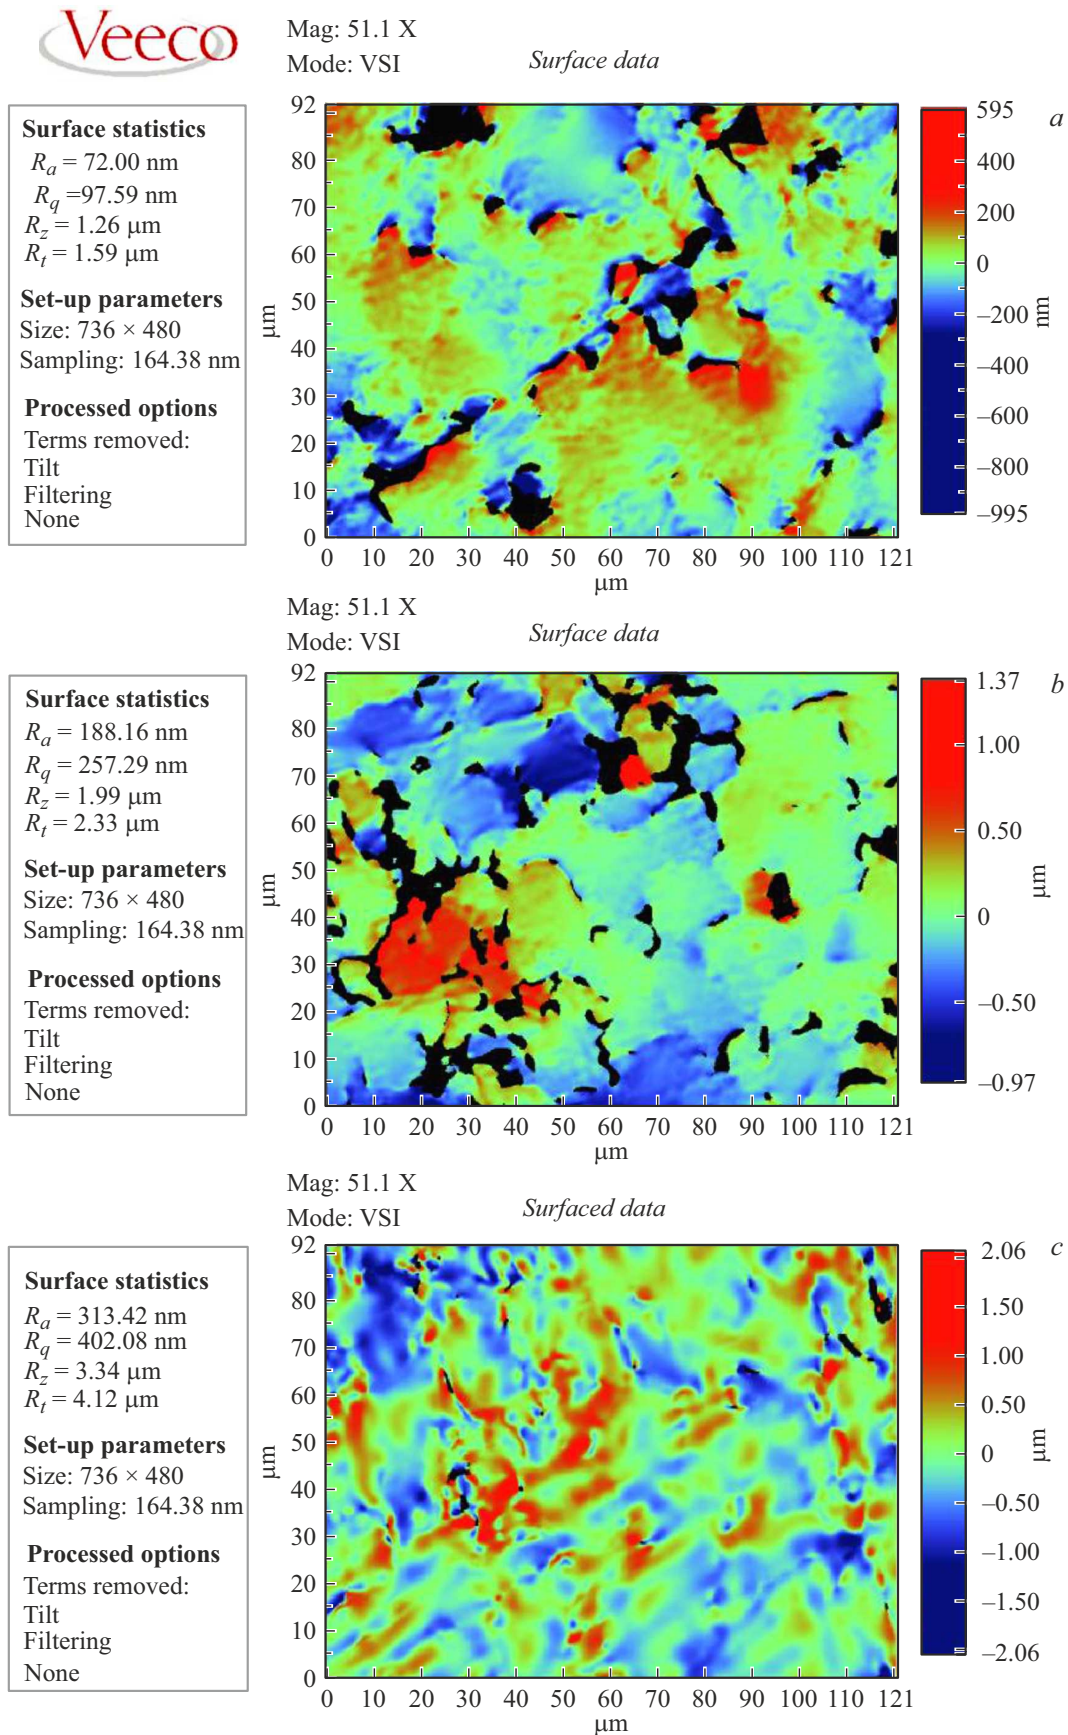 Veeco
Mag: 51.1 X
Mode: VSI
Surface data
a
Surface statistics
Rₐ = 72.00 nm
R_q =97.59 nm
R_z = 1.26 μm
R_t = 1.59 μm
Set-up parameters
Size: 736 × 480
Sampling: 164.38 nm
Processed options
Terms removed:
Tilt
Filtering
None
92
80
70
60
50
40
30
20
10
0
μm
0 10 20 30 40 50 60 70 80 90 100 110 121
μm
595
400
200
0
–200
–400
–600
–800
–995
nm
Mag: 51.1 X
Mode: VSI
Surface data
b
Surface statistics
Rₐ = 188.16 nm
R_q = 257.29 nm
R_z = 1.99 μm
R_t = 2.33 μm
Set-up parameters
Size: 736 × 480
Sampling: 164.38 nm
Processed options
Terms removed:
Tilt
Filtering
None
92
80
70
60
50
40
30
20
10
0
μm
0 10 20 30 40 50 60 70 80 90 100 110 121
μm
1.37
1.00
0.50
0
–0.50
–0.97
μm
Mag: 51.1 X
Mode: VSI
Surfaced data
c
Surface statistics
Rₐ = 313.42 nm
R_q = 402.08 nm
R_z = 3.34 μm
R_t = 4.12 μm
Set-up parameters
Size: 736 × 480
Sampling: 164.38 nm
Processed options
Terms removed:
Tilt
Filtering
None
92
80
70
60
50
40
30
20
10
0
μm
0 10 20 30 40 50 60 70 80 90 100 110 121
μm
2.06
1.50
1.00
0.50
0
–0.50
–1.00
–1.50
–2.06
μm